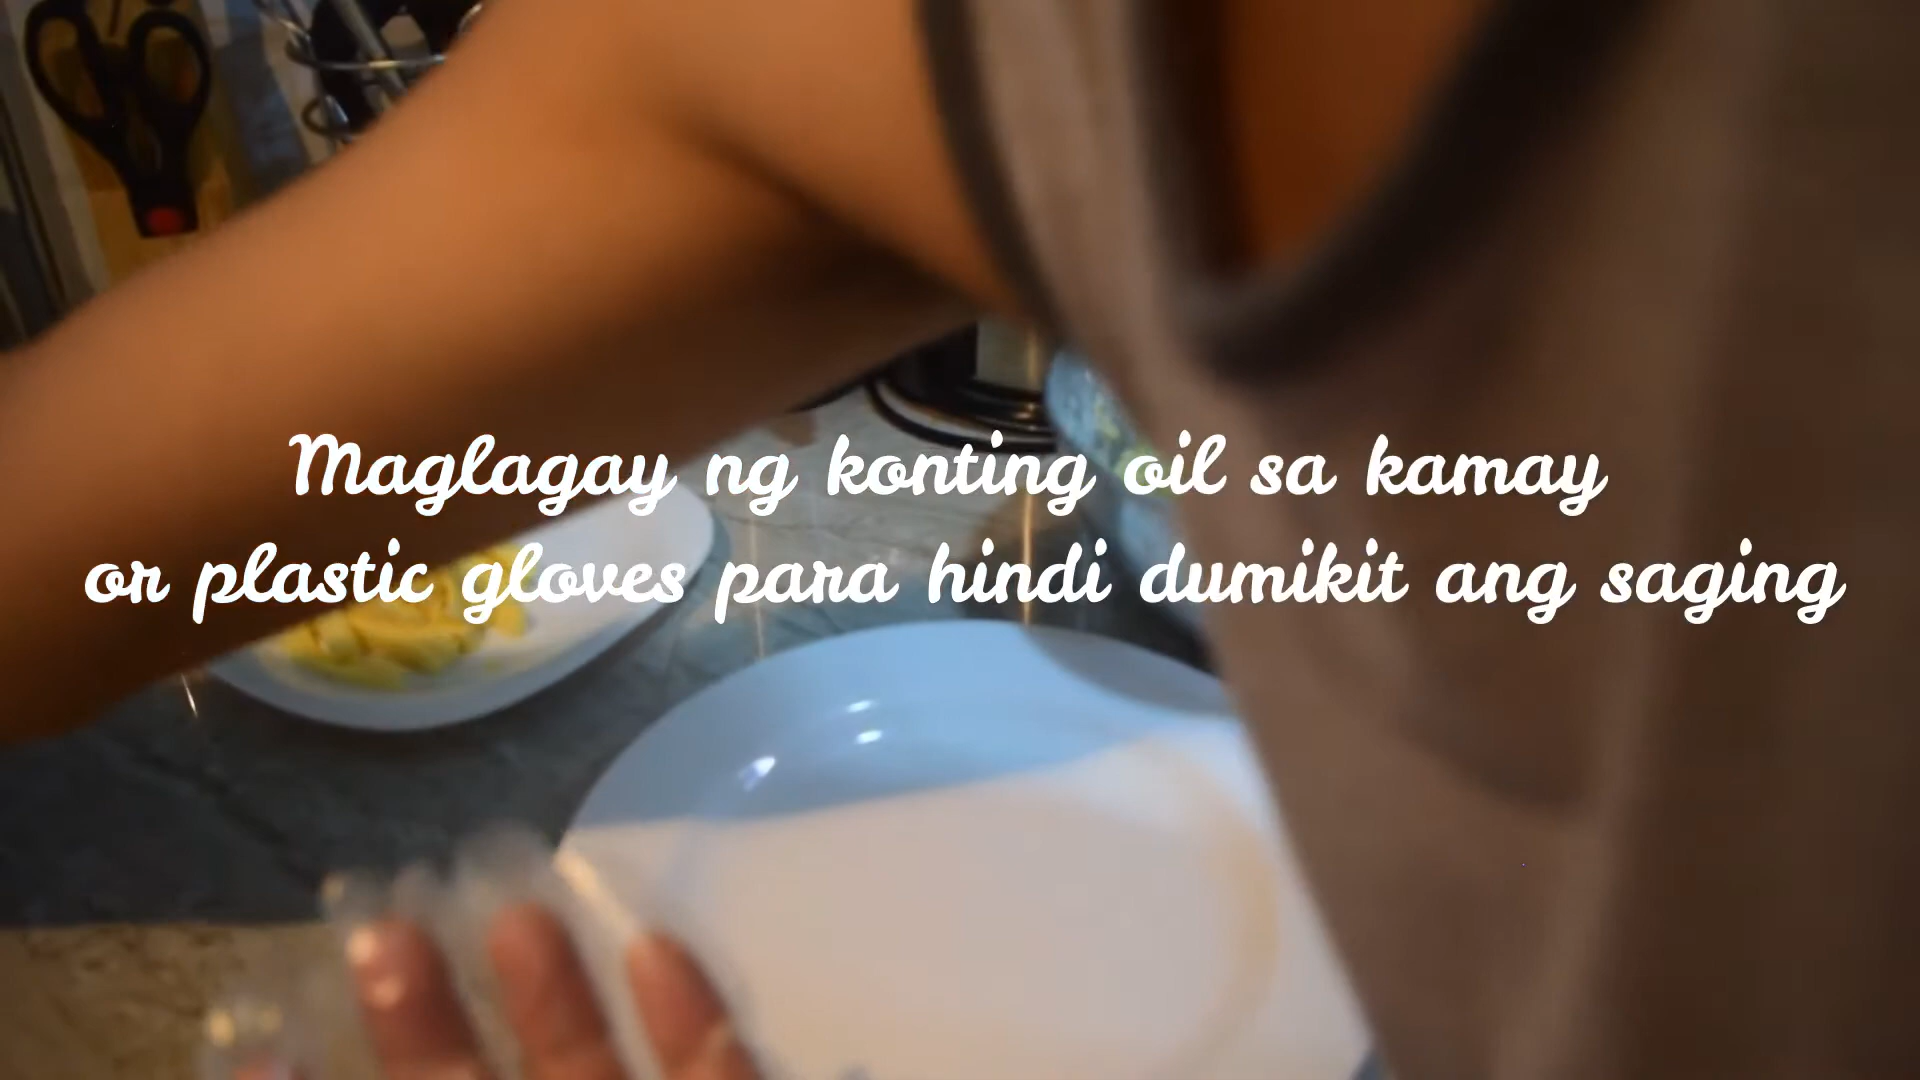 Maglagay ng konting oil sa kamay
or plastic gloves para hindi dumikit ang saging